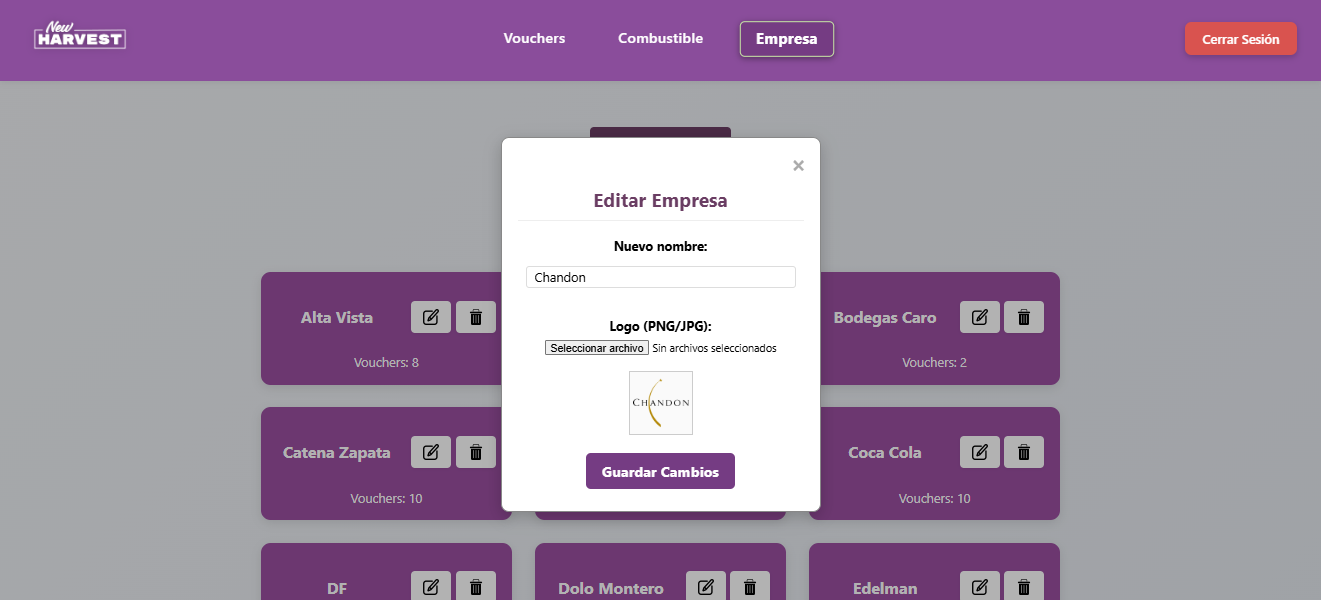 New
HARVEST
Vouchers
Combustible
Empresa
Cerrar Sesión
×
Editar Empresa
Nuevo nombre:
Chandon
Logo (PNG/JPG):
Seleccionar archivo Sin archivos seleccionados
CHANDON
Guardar Cambios
Alta Vista
Vouchers: 8
Bodegas Caro
Vouchers: 2
Catena Zapata
Vouchers: 10
Coca Cola
Vouchers: 10
DF
Dolo Montero
Edelman